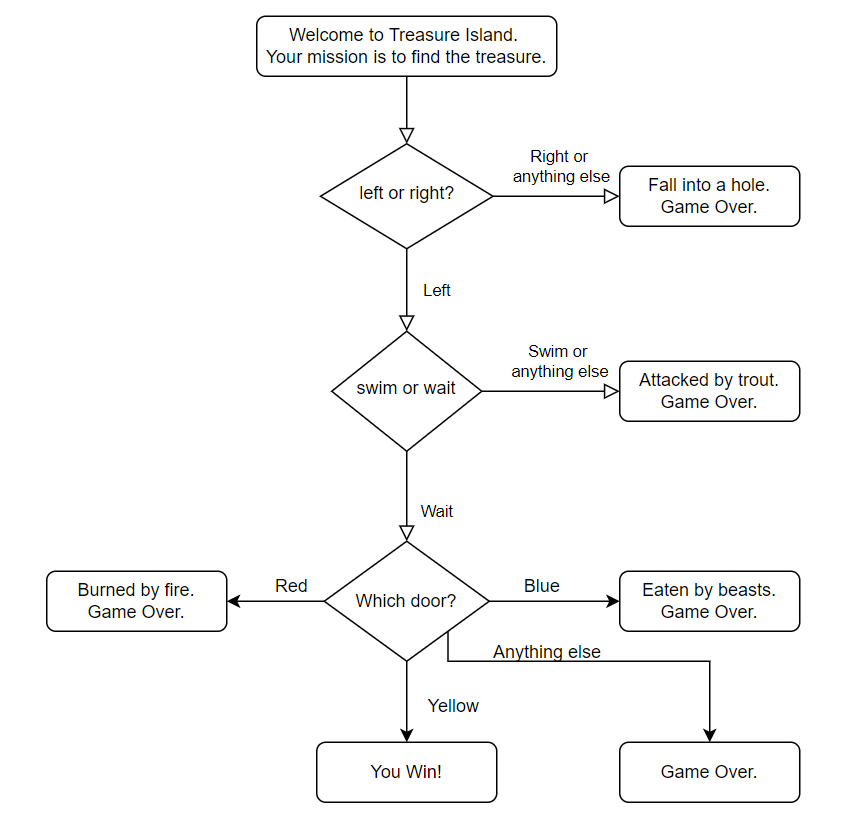 Welcome to Treasure Island.
Your mission is to find the treasure.
left or right?
Right or
anything else
Fall into a hole.
Game Over.
Left
swim or wait
Swim or
anything else
Attacked by trout.
Game Over.
Wait
Which door?
Red
Burned by fire.
Game Over.
Blue
Eaten by beasts.
Game Over.
Anything else
Yellow
You Win!
Game Over.